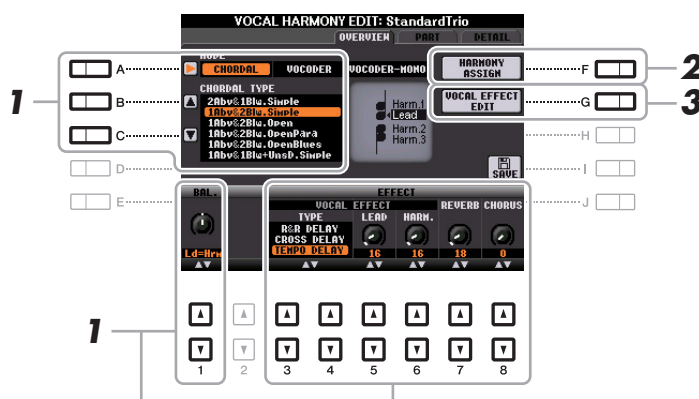 VOCAL HARMONY EDIT: StandardTrio
OVERVIEW PART DETAIL
MODE
CHORDAL VOCODER VOCODER-MONO
HARMONY ASSIGN
CHORDAL TYPE
2Abv&1Blw.Simple
1Abv&2Blw.Simple
1Abv&2Blw.Open
1Abv&2Blw.OpenPara
1Abv&2Blw.OpenBlues
1Abv&1Blw+UnsD.Simple
Harm.1
Lead
Harm.2
Harm.3
VOCAL EFFECT EDIT
SAVE
A
B
C
D
E
F
G
H
I
J
1
2
3
BAL.
EFFECT
VOCAL EFFECT REVERB CHORUS
TYPE LEAD HARM.
R&R DELAY
CROSS DELAY
TEMPO DELAY
Ld=Hrm 16 16 18 0
1
1 2 3 4 5 6 7 8